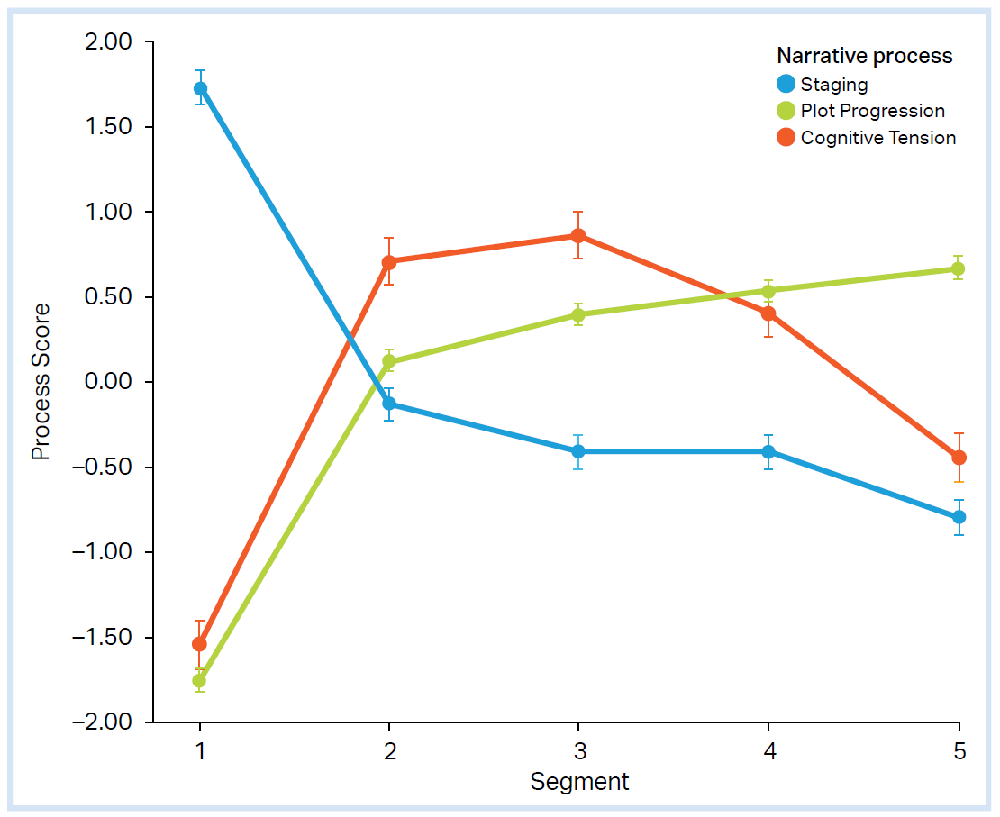 2.00
1.50
1.00
0.50
0.00
–0.50
–1.00
–1.50
–2.00
Process Score
Narrative process
Staging
Plot Progression
Cognitive Tension
1 2 3 4 5
Segment